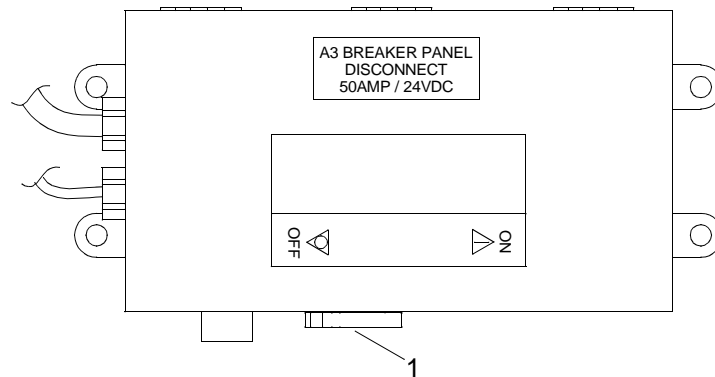 A3 BREAKER PANEL
DISCONNECT
50AMP / 24VDC
OFF
ON
1